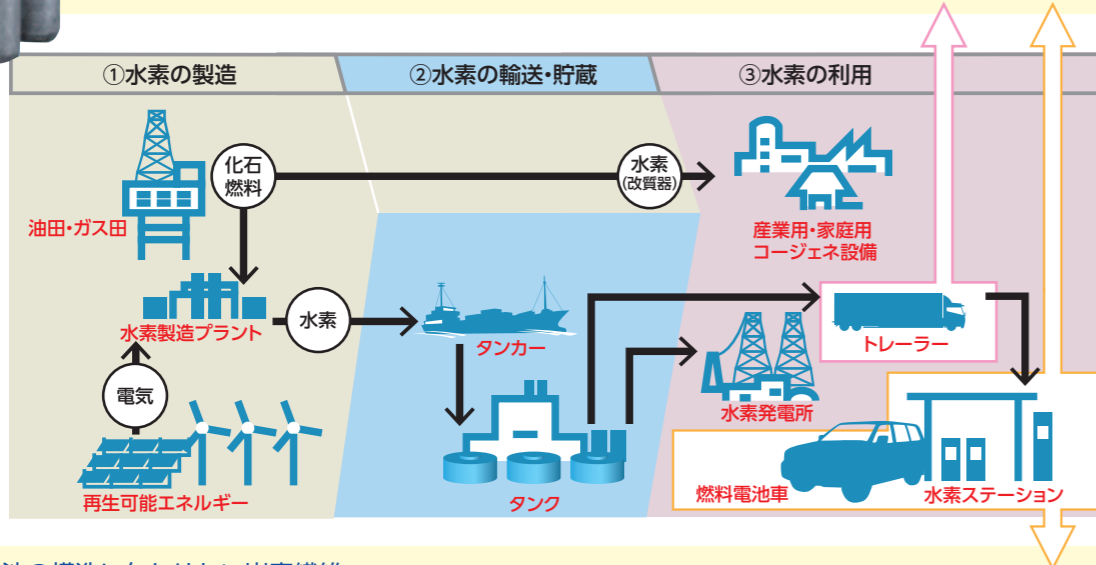 ①水素の製造
②水素の輸送・貯蔵
③水素の利用
化石
燃料
水素
(改質器)
油田・ガス田
産業用・家庭用
コージェネ設備
水素製造プラント
水素
タンカー
トレーラー
電気
水素発電所
再生可能エネルギー
タンク
燃料電池車
水素ステーション